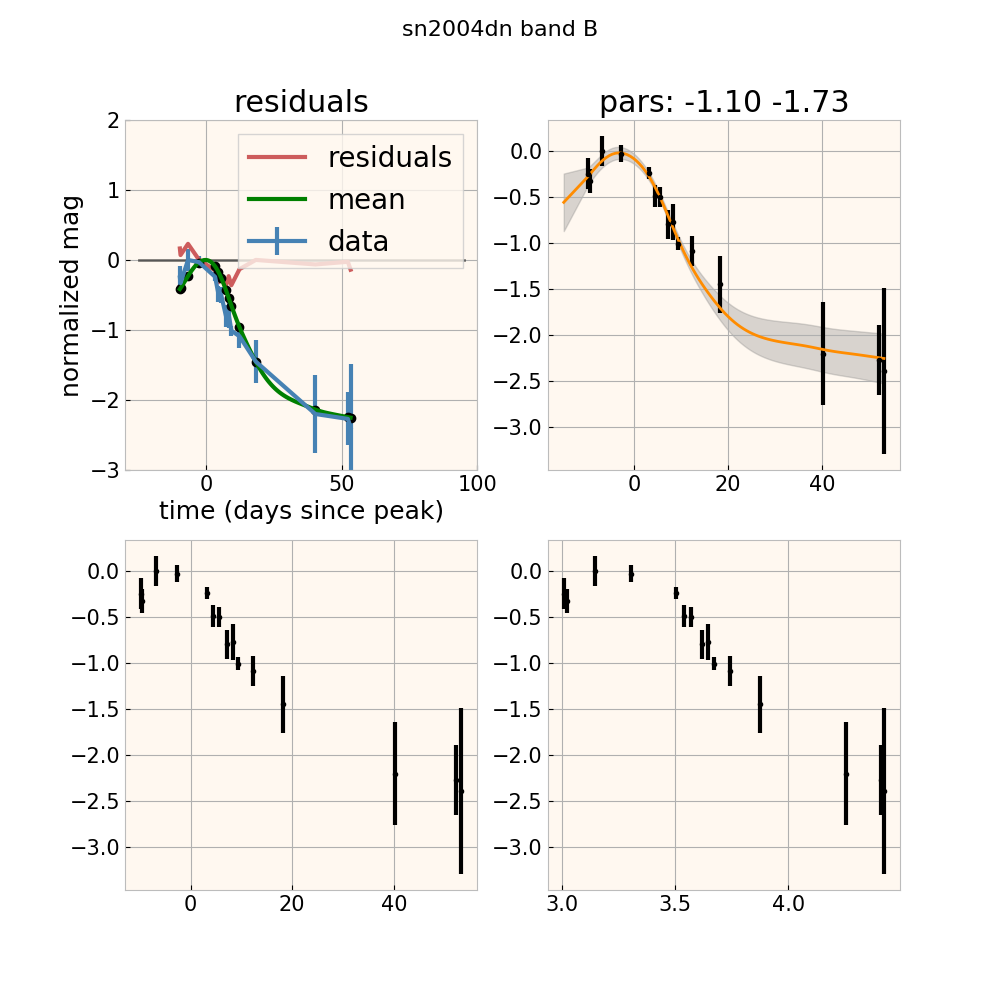 sn2004dn band B
residuals
pars: -1.10 -1.73
residuals
mean
data
normalized mag
2
1
0
−1
−2
−3
0 50 100
time (days since peak)
0.0
−0.5
−1.0
−1.5
−2.0
−2.5
−3.0
0 20 40
0.0
−0.5
−1.0
−1.5
−2.0
−2.5
−3.0
0 20 40
0.0
−0.5
−1.0
−1.5
−2.0
−2.5
−3.0
3.0 3.5 4.0